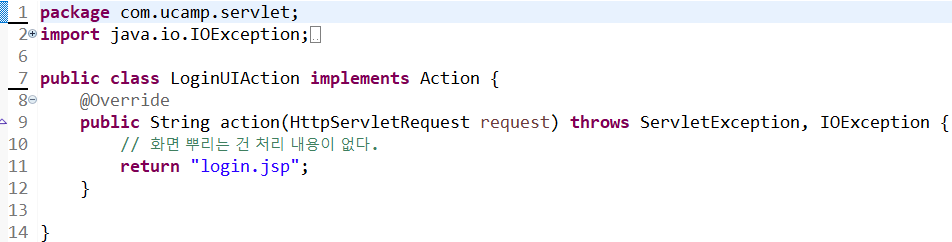 1 package com.ucamp.servlet;
2 import java.io.IOException;
6
7 public class LoginUIAction implements Action {
8 @Override
9 public String action(HttpServletRequest request) throws ServletException, IOException {
10 // 화면 뿌리는 건 처리 내용이 없다.
11 return "login.jsp";
12 }
13
14 }